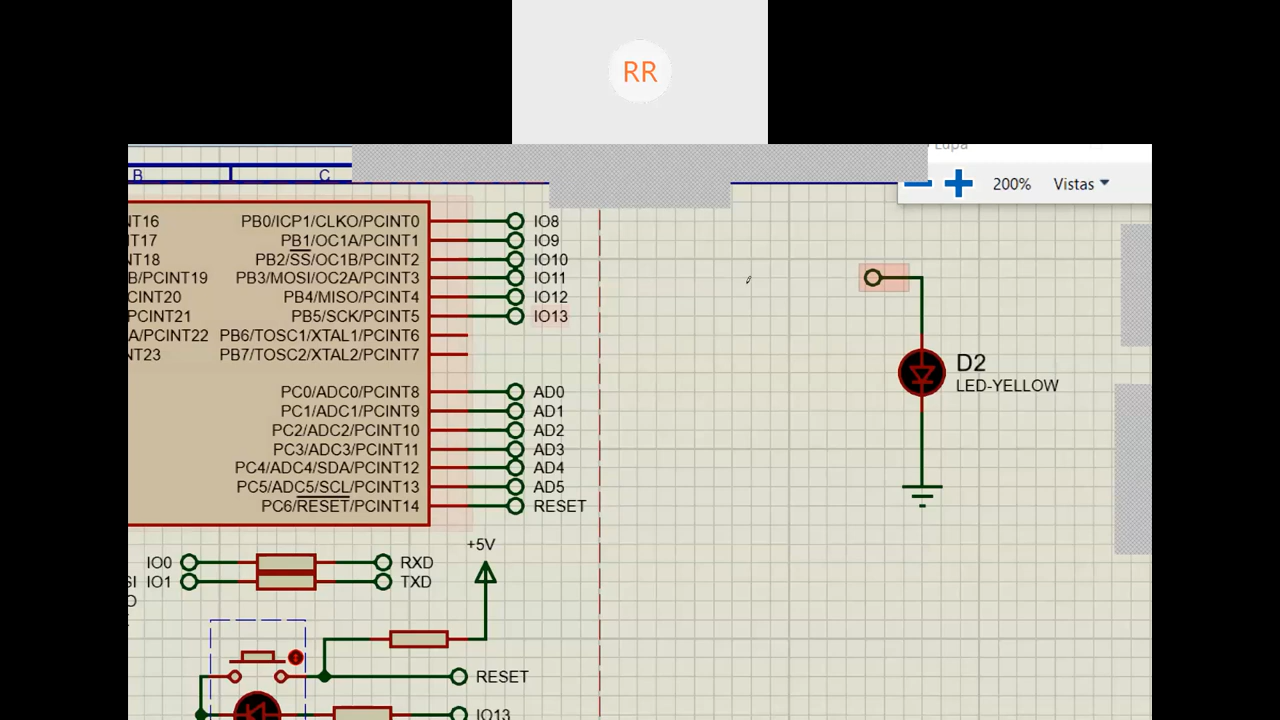 RR
Lupa
200% Vistas
B C
NT16 PB0/ICP1/CLKO/PCINT0 IO8
NT17 PB1/OC1A/PCINT1 IO9
NT18 PB2/SS/OC1B/PCINT2 IO10
B/PCINT19 PB3/MOSI/OC2A/PCINT3 IO11
CINT20 PB4/MISO/PCINT4 IO12
PCINT21 PB5/SCK/PCINT5 IO13
A/PCINT22 PB6/TOSC1/XTAL1/PCINT6
NT23 PB7/TOSC2/XTAL2/PCINT7
D2
LED-YELLOW
PC0/ADC0/PCINT8 AD0
PC1/ADC1/PCINT9 AD1
PC2/ADC2/PCINT10 AD2
PC3/ADC3/PCINT11 AD3
PC4/ADC4/SDA/PCINT12 AD4
PC5/ADC5/SCL/PCINT13 AD5
PC6/RESET/PCINT14 RESET
+5V
IO0 RXD
SI IO1 TXD
O
RESET
IO13